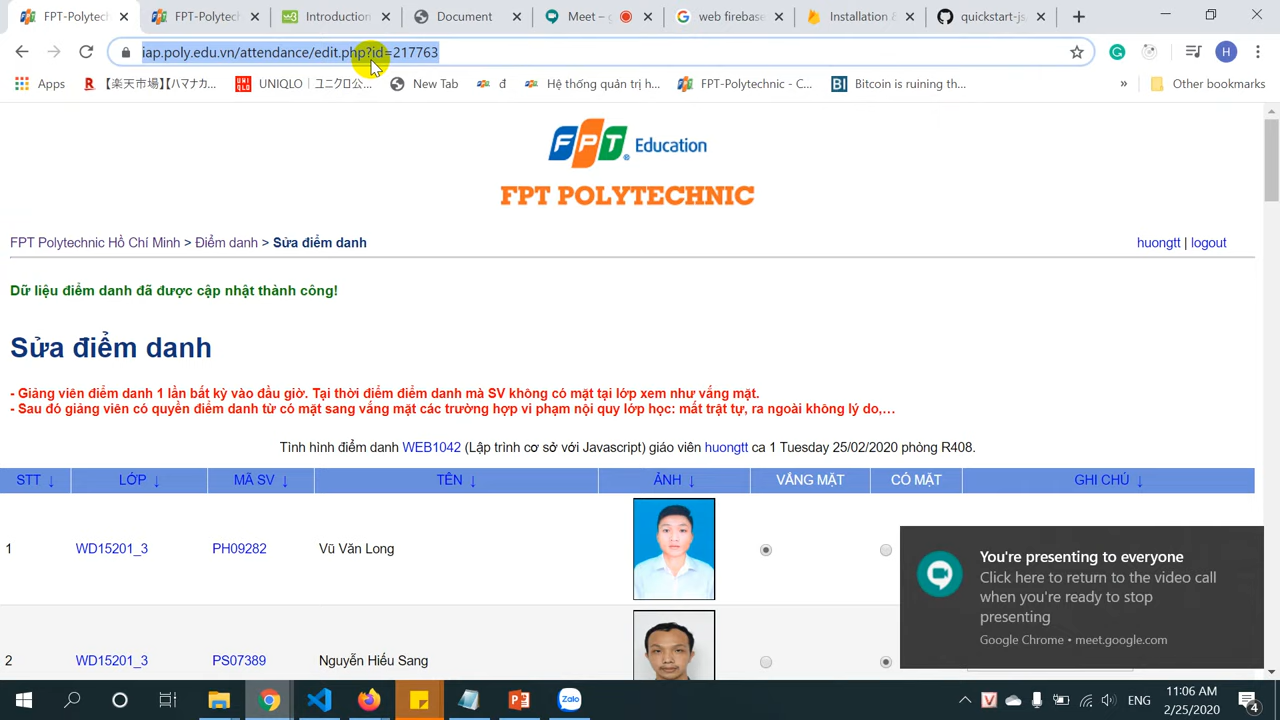 FPT-Polytec
FPT-Polytec
Introduction
Document
Meet –
web firebase
Installation &
quickstart-js
iap.poly.edu.vn/attendance/edit.php?id=217763
H
Apps
【楽天市場】【ハマナカ...
UNIQLO｜ユニクロ公...
New Tab
đ
Hệ thống quản trị h...
FPT-Polytechnic - C...
Bitcoin is ruining th...
»
Other bookmarks
FPT Education
FPT POLYTECHNIC
FPT Polytechnic Hồ Chí Minh > Điểm danh > Sửa điểm danh
huongtt | logout
Dữ liệu điểm danh đã được cập nhật thành công!
Sửa điểm danh
- Giảng viên điểm danh 1 lần bất kỳ vào đầu giờ. Tại thời điểm điểm danh mà SV không có mặt tại lớp xem như vắng mặt.
- Sau đó giảng viên có quyền điểm danh từ có mặt sang vắng mặt các trường hợp vi phạm nội quy lớp học: mất trật tự, ra ngoài không lý do,…
Tình hình điểm danh WEB1042 (Lập trình cơ sở với Javascript) giáo viên huongtt ca 1 Tuesday 25/02/2020 phòng R408.
STT ↓ LỚP ↓ MÃ SV ↓ TÊN ↓ ẢNH ↓ VẮNG MẶT CÓ MẶT GHI CHÚ ↓
1 WD15201_3 PH09282 Vũ Văn Long
2 WD15201_3 PS07389 Nguyễn Hiếu Sang
You're presenting to everyone
Click here to return to the video call
when you're ready to stop
presenting
Google Chrome • meet.google.com
Zalo
V
ENG
11:06 AM
2/25/2020
4